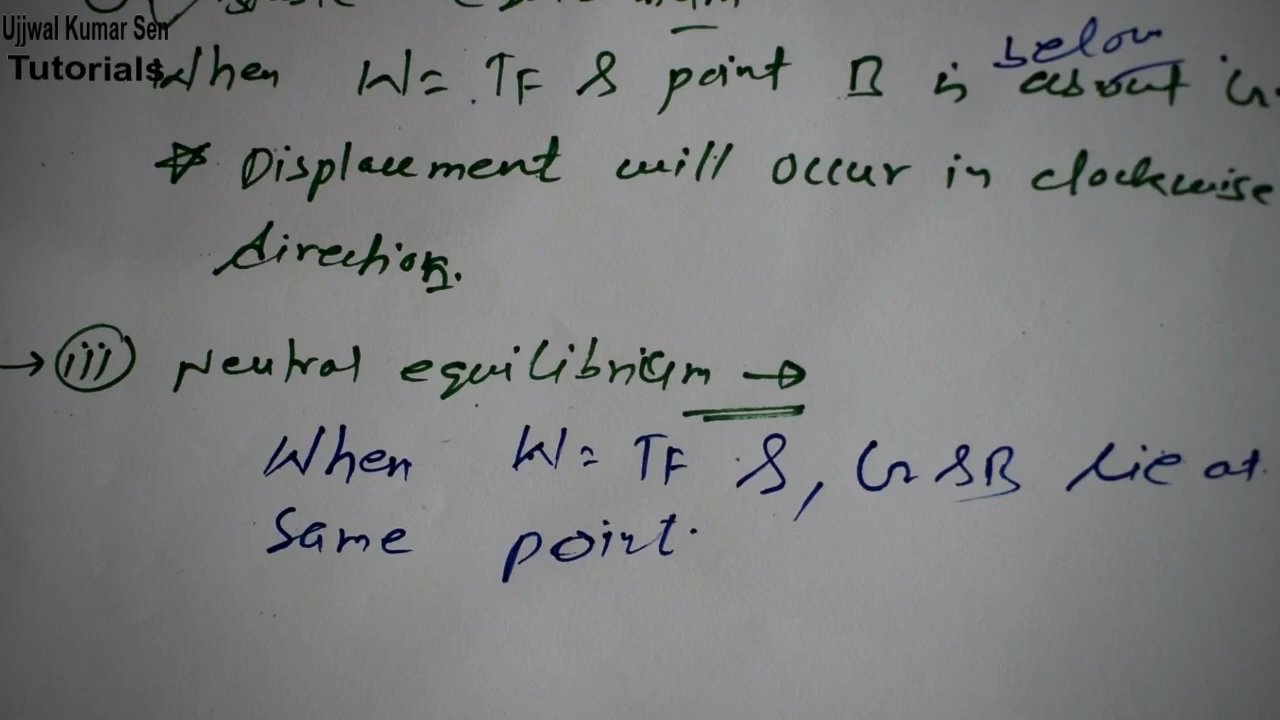 Ujjwal Kumar Sen
Tutorials
When W = TF & point B is below about G.
Displacement will occur in clockwise
direction.
→ (iii) Neutral equilibrium →
When W = TF &, G & B lie at
same point.